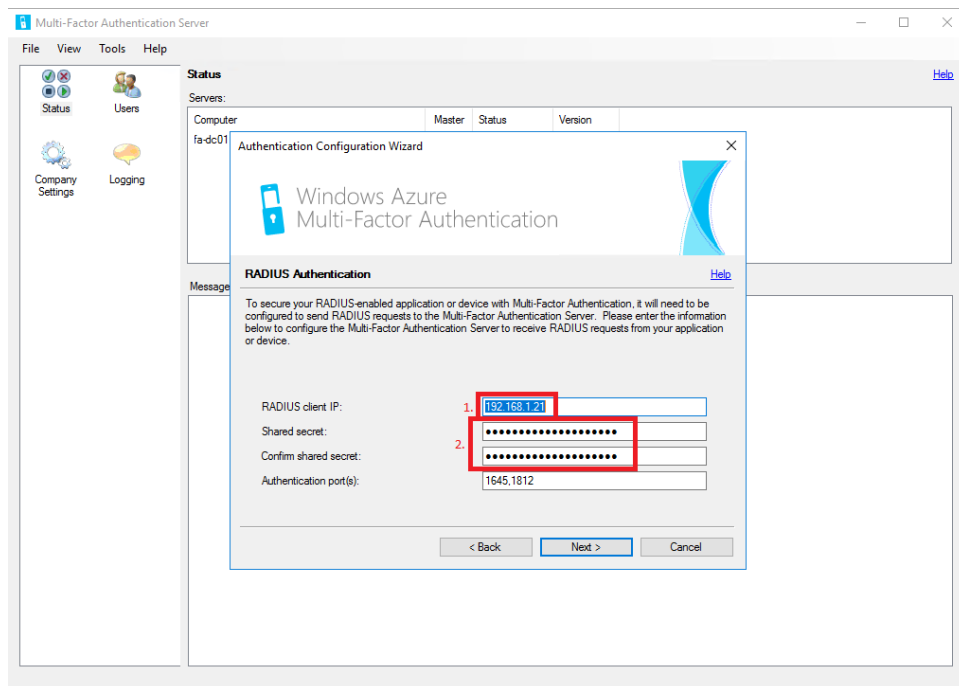 Multi-Factor Authentication Server
File View Tools Help
Status
Help
Servers:
Status Users
Computer Master Status Version
fa-dc01
Authentication Configuration Wizard
Company
Settings
Logging
Windows Azure
Multi-Factor Authentication
RADIUS Authentication
Help
Message
To secure your RADIUS-enabled application or device with Multi-Factor Authentication, it will need to be
configured to send RADIUS requests to the Multi-Factor Authentication Server. Please enter the information
below to configure the Multi-Factor Authentication Server to receive RADIUS requests from your application
or device.
RADIUS client IP: 1. 192.168.1.21
Shared secret: ••••••••••••••••••••
2.
Confirm shared secret: ••••••••••••••••••••
Authentication port(s): 1645,1812
< Back Next > Cancel